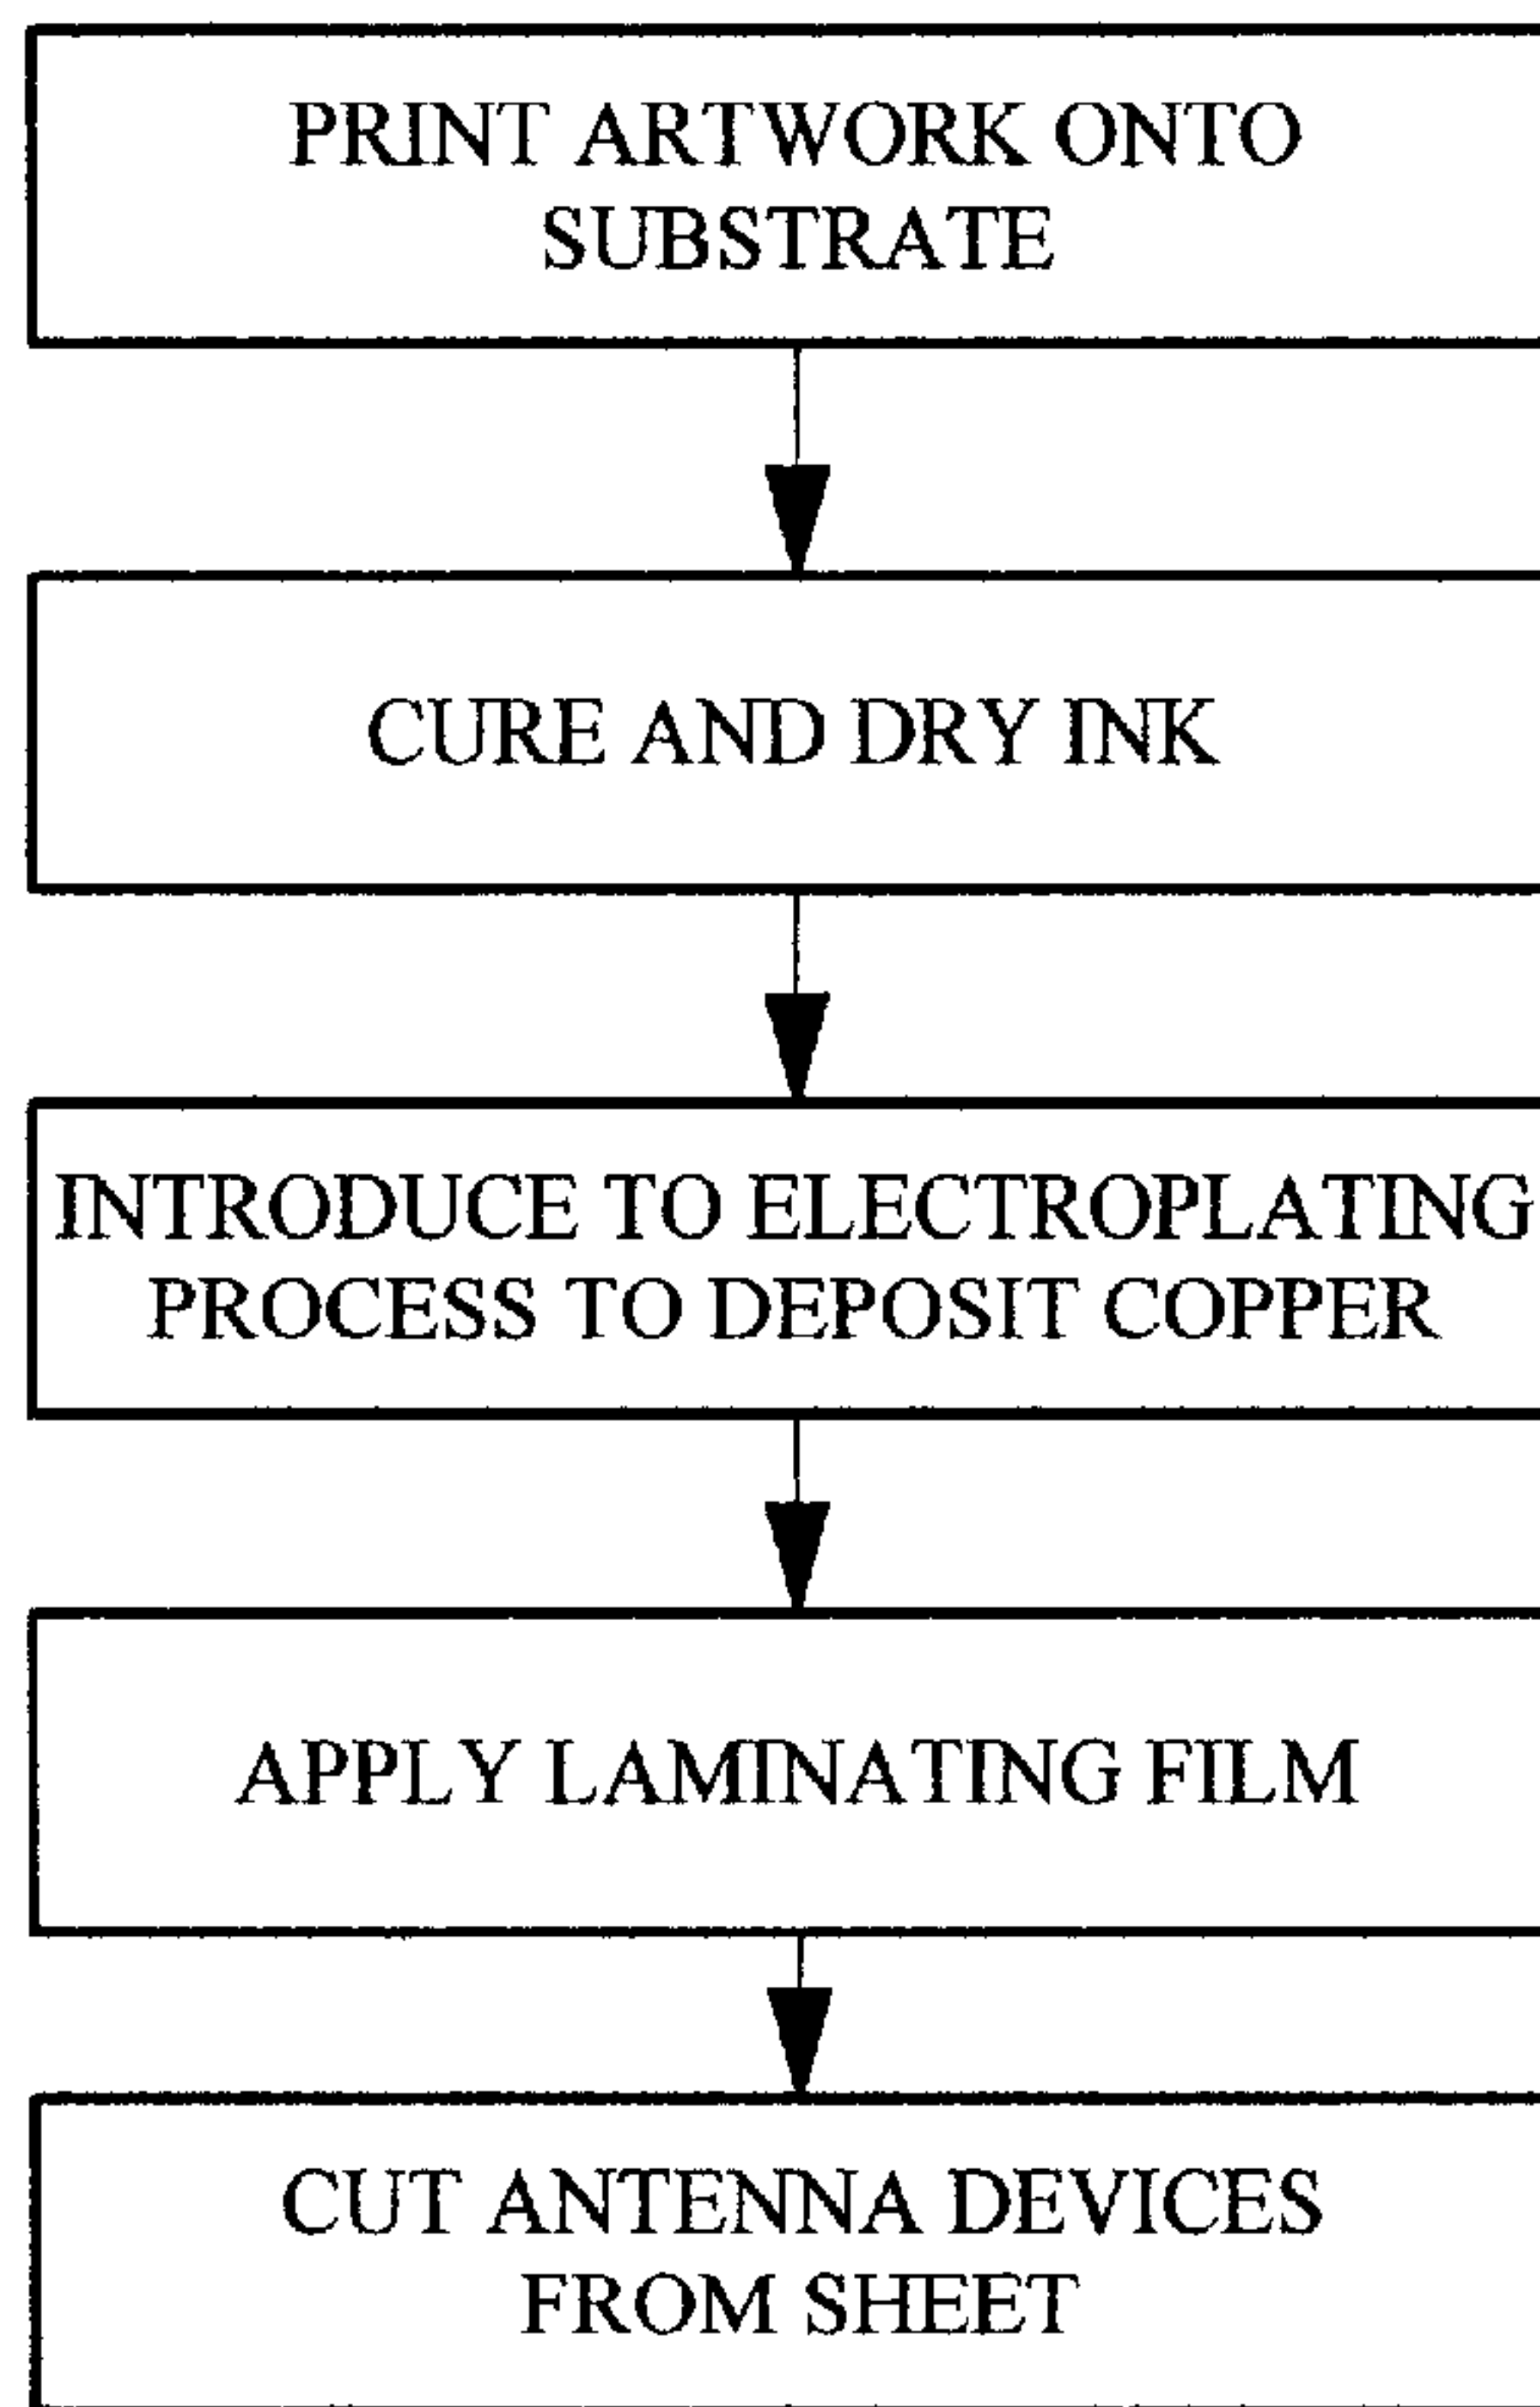 PRINT ARTWORK ONTO
SUBSTRATE
CURE AND DRY INK
INTRODUCE TO ELECTROPLATING
PROCESS TO DEPOSIT COPPER
APPLY LAMINATING FILM
CUT ANTENNA DEVICES
FROM SHEET